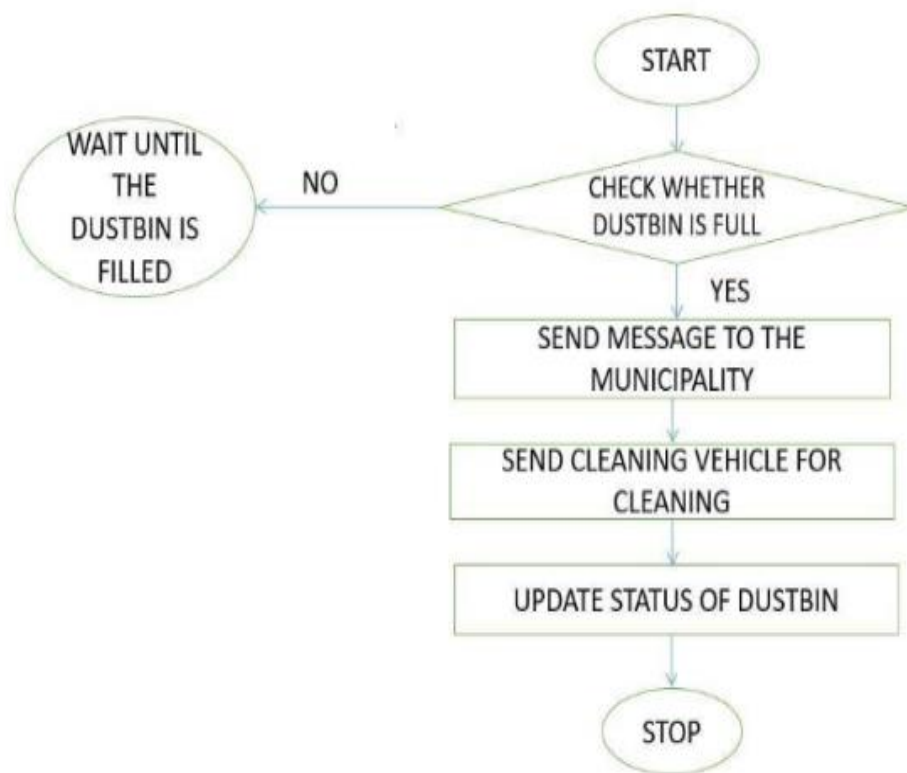 START
WAIT UNTIL
THE
DUSTBIN IS
FILLED
NO
CHECK WHETHER
DUSTBIN IS FULL
YES
SEND MESSAGE TO THE
MUNICIPALITY
SEND CLEANING VEHICLE FOR
CLEANING
UPDATE STATUS OF DUSTBIN
STOP